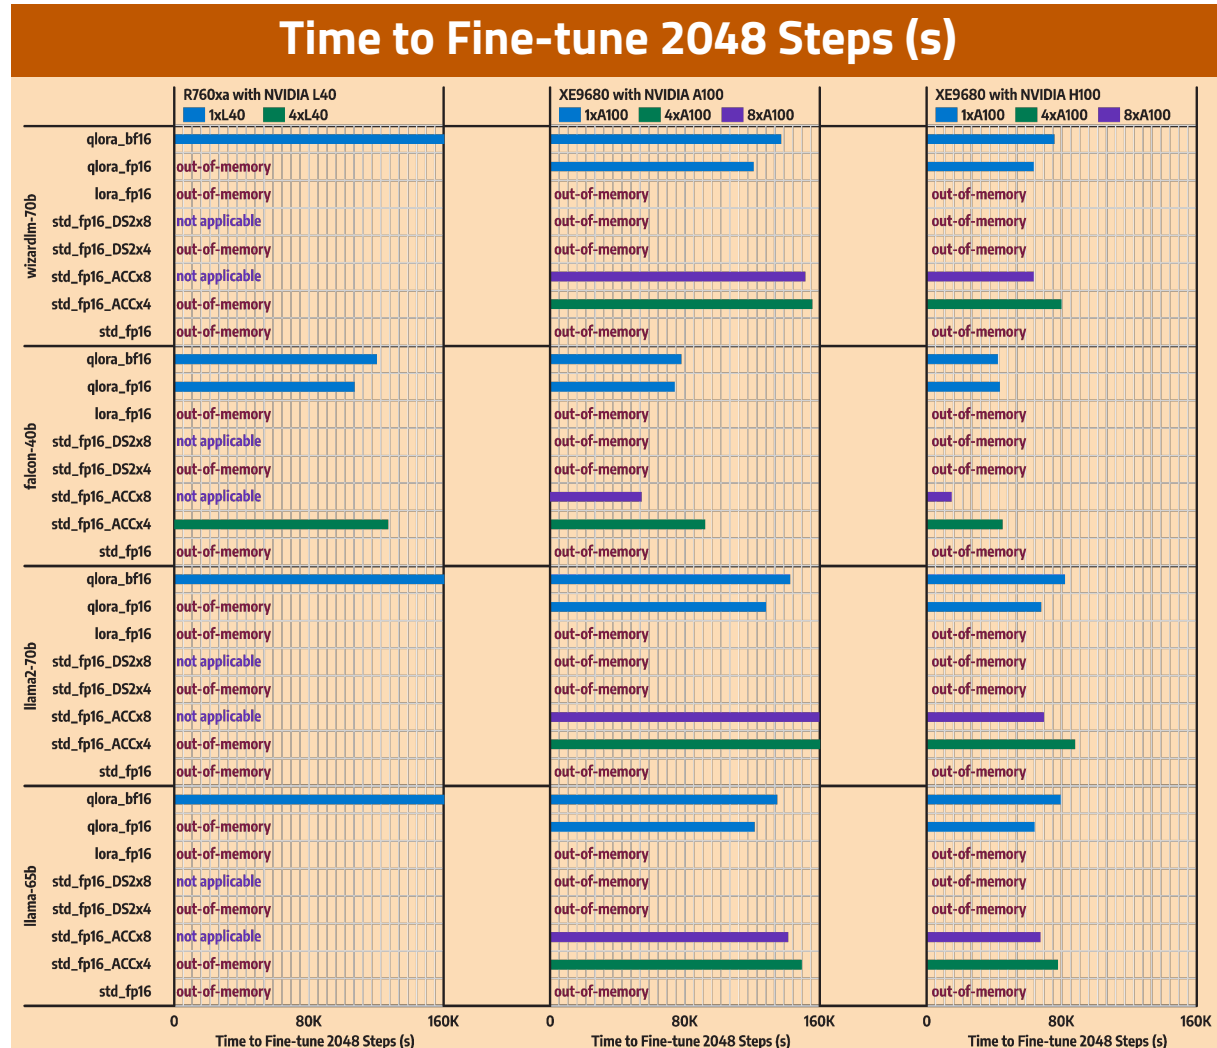 Time to Fine-tune 2048 Steps (s)
R760xa with NVIDIA L40 XE9680 with NVIDIA A100 XE9680 with NVIDIA H100
1xL40 4xL40 1xA100 4xA100 8xA100 1xA100 4xA100 8xA100
wizardlm-70b
qlora_bf16
qlora_fp16 out-of-memory
lora_fp16 out-of-memory out-of-memory out-of-memory
std_fp16_DS2x8 not applicable out-of-memory out-of-memory
std_fp16_DS2x4 out-of-memory out-of-memory out-of-memory
std_fp16_ACCx8 not applicable
std_fp16_ACCx4 out-of-memory
std_fp16 out-of-memory out-of-memory out-of-memory
falcon-40b
qlora_bf16
qlora_fp16
lora_fp16 out-of-memory out-of-memory out-of-memory
std_fp16_DS2x8 not applicable out-of-memory out-of-memory
std_fp16_DS2x4 out-of-memory out-of-memory out-of-memory
std_fp16_ACCx8 not applicable
std_fp16_ACCx4
std_fp16 out-of-memory out-of-memory out-of-memory
llama2-70b
qlora_bf16
qlora_fp16 out-of-memory
lora_fp16 out-of-memory out-of-memory out-of-memory
std_fp16_DS2x8 not applicable out-of-memory out-of-memory
std_fp16_DS2x4 out-of-memory out-of-memory out-of-memory
std_fp16_ACCx8 not applicable
std_fp16_ACCx4 out-of-memory
std_fp16 out-of-memory out-of-memory out-of-memory
llama-65b
qlora_bf16
qlora_fp16 out-of-memory
lora_fp16 out-of-memory out-of-memory out-of-memory
std_fp16_DS2x8 not applicable out-of-memory out-of-memory
std_fp16_DS2x4 out-of-memory out-of-memory out-of-memory
std_fp16_ACCx8 not applicable
std_fp16_ACCx4 out-of-memory
std_fp16 out-of-memory out-of-memory out-of-memory
0 80K 160K 0 80K 160K 0 80K 160K
Time to Fine-tune 2048 Steps (s) Time to Fine-tune 2048 Steps (s) Time to Fine-tune 2048 Steps (s)